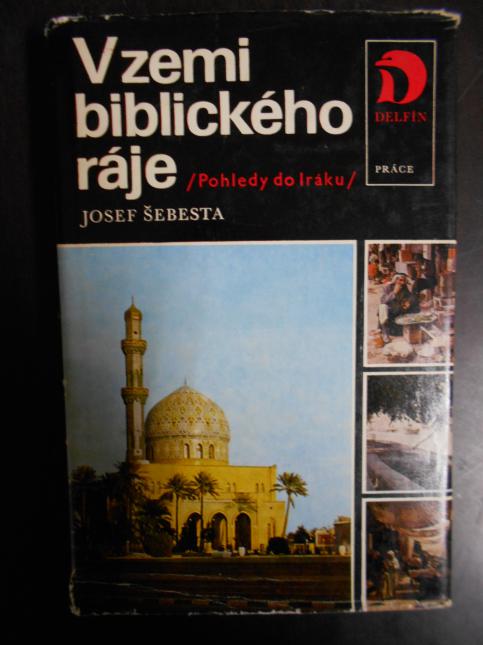 V zemi
biblického
ráje
/Pohledy do Iráku/
JOSEF ŠEBESTA
DELFÍN
PRÁCE